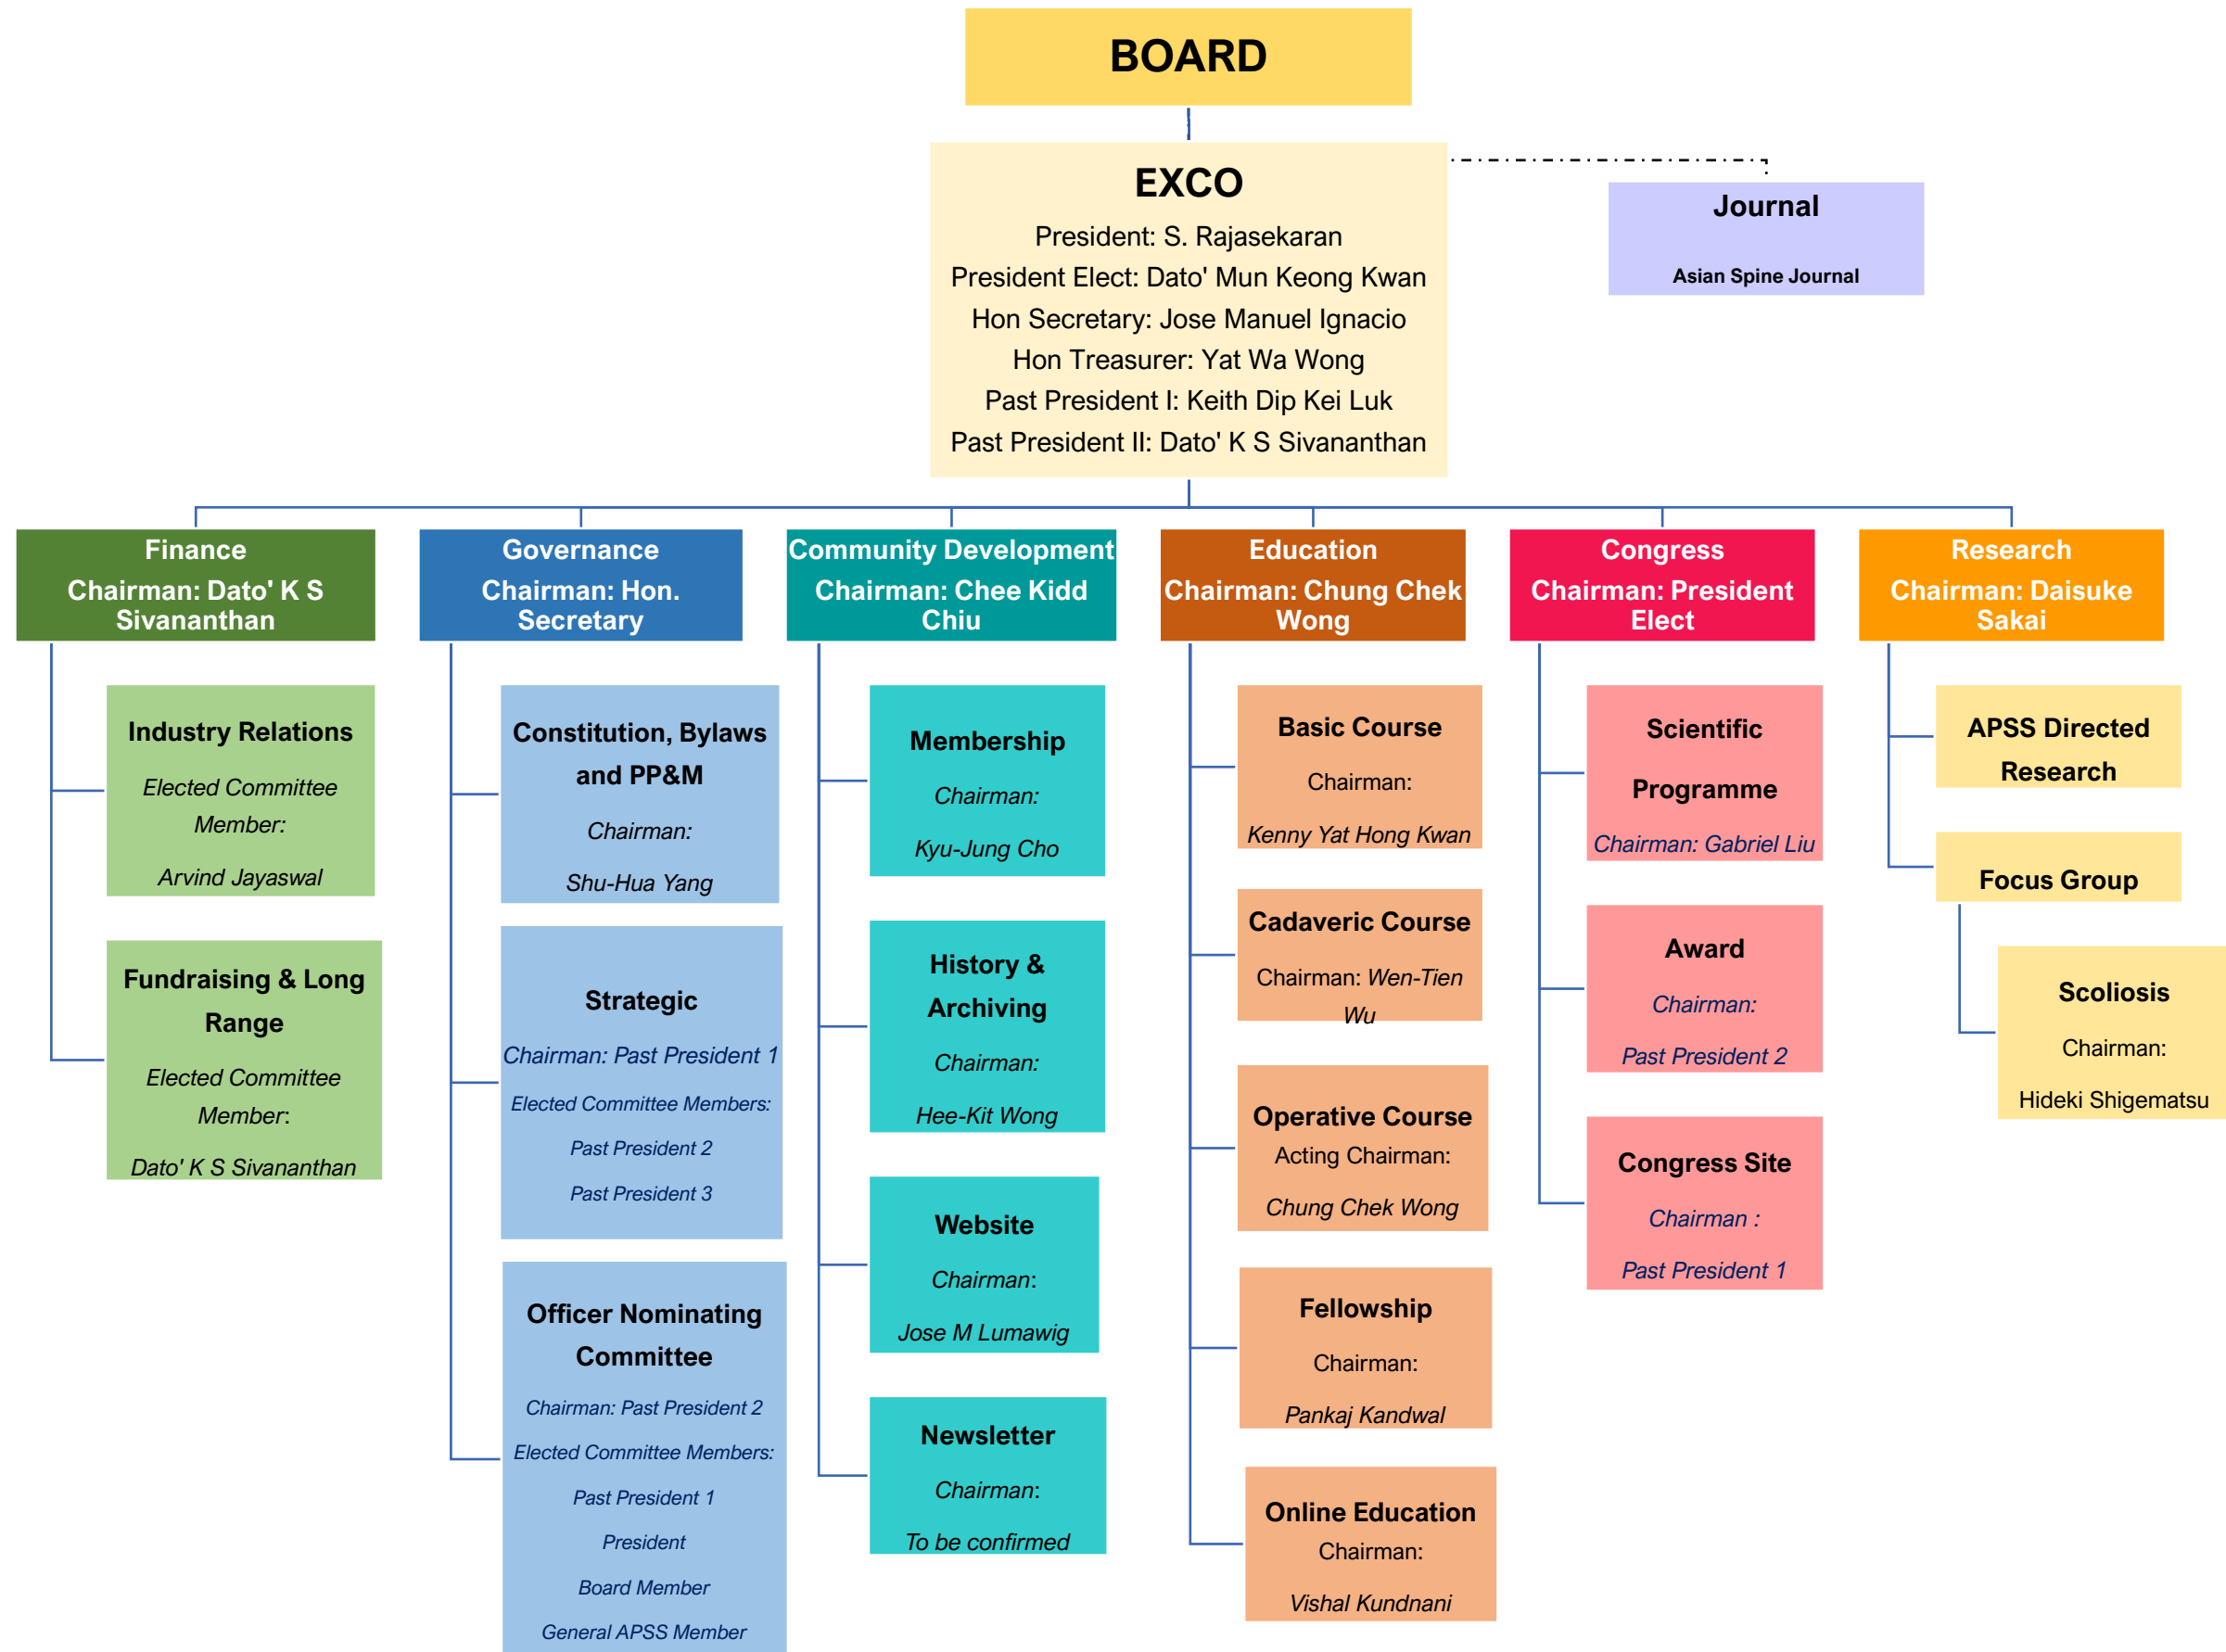 BOARD
EXCO
President: S. Rajasekaran
President Elect: Dato' Mun Keong Kwan
Hon Secretary: Jose Manuel Ignacio
Hon Treasurer: Yat Wa Wong
Past President I: Keith Dip Kei Luk
Past President II: Dato' K S Sivananthan
Journal
Asian Spine Journal
Finance
Chairman: Dato' K S
Sivananthan
Industry Relations
Elected Committee
Member:
Arvind Jayaswal
Fundraising & Long
Range
Elected Committee
Member:
Dato' K S Sivananthan
Governance
Chairman: Hon.
Secretary
Constitution, Bylaws
and PP&M
Chairman:
Shu-Hua Yang
Strategic
Chairman: Past President 1
Elected Committee Members:
Past President 2
Past President 3
Officer Nominating
Committee
Chairman: Past President 2
Elected Committee Members:
Past President 1
President
Board Member
General APSS Member
Community Development
Chairman: Chee Kidd
Chiu
Membership
Chairman:
Kyu-Jung Cho
History &
Archiving
Chairman:
Hee-Kit Wong
Website
Chairman:
Jose M Lumawig
Newsletter
Chairman:
To be confirmed
Education
Chairman: Chung Chek
Wong
Basic Course
Chairman:
Kenny Yat Hong Kwan
Cadaveric Course
Chairman: Wen-Tien
Wu
Operative Course
Acting Chairman:
Chung Chek Wong
Fellowship
Chairman:
Pankaj Kandwal
Online Education
Chairman:
Vishal Kundnani
Congress
Chairman: President
Elect
Scientific
Programme
Chairman: Gabriel Liu
Award
Chairman:
Past President 2
Congress Site
Chairman :
Past President 1
Research
Chairman: Daisuke
Sakai
APSS Directed
Research
Focus Group
Scoliosis
Chairman:
Hideki Shigematsu